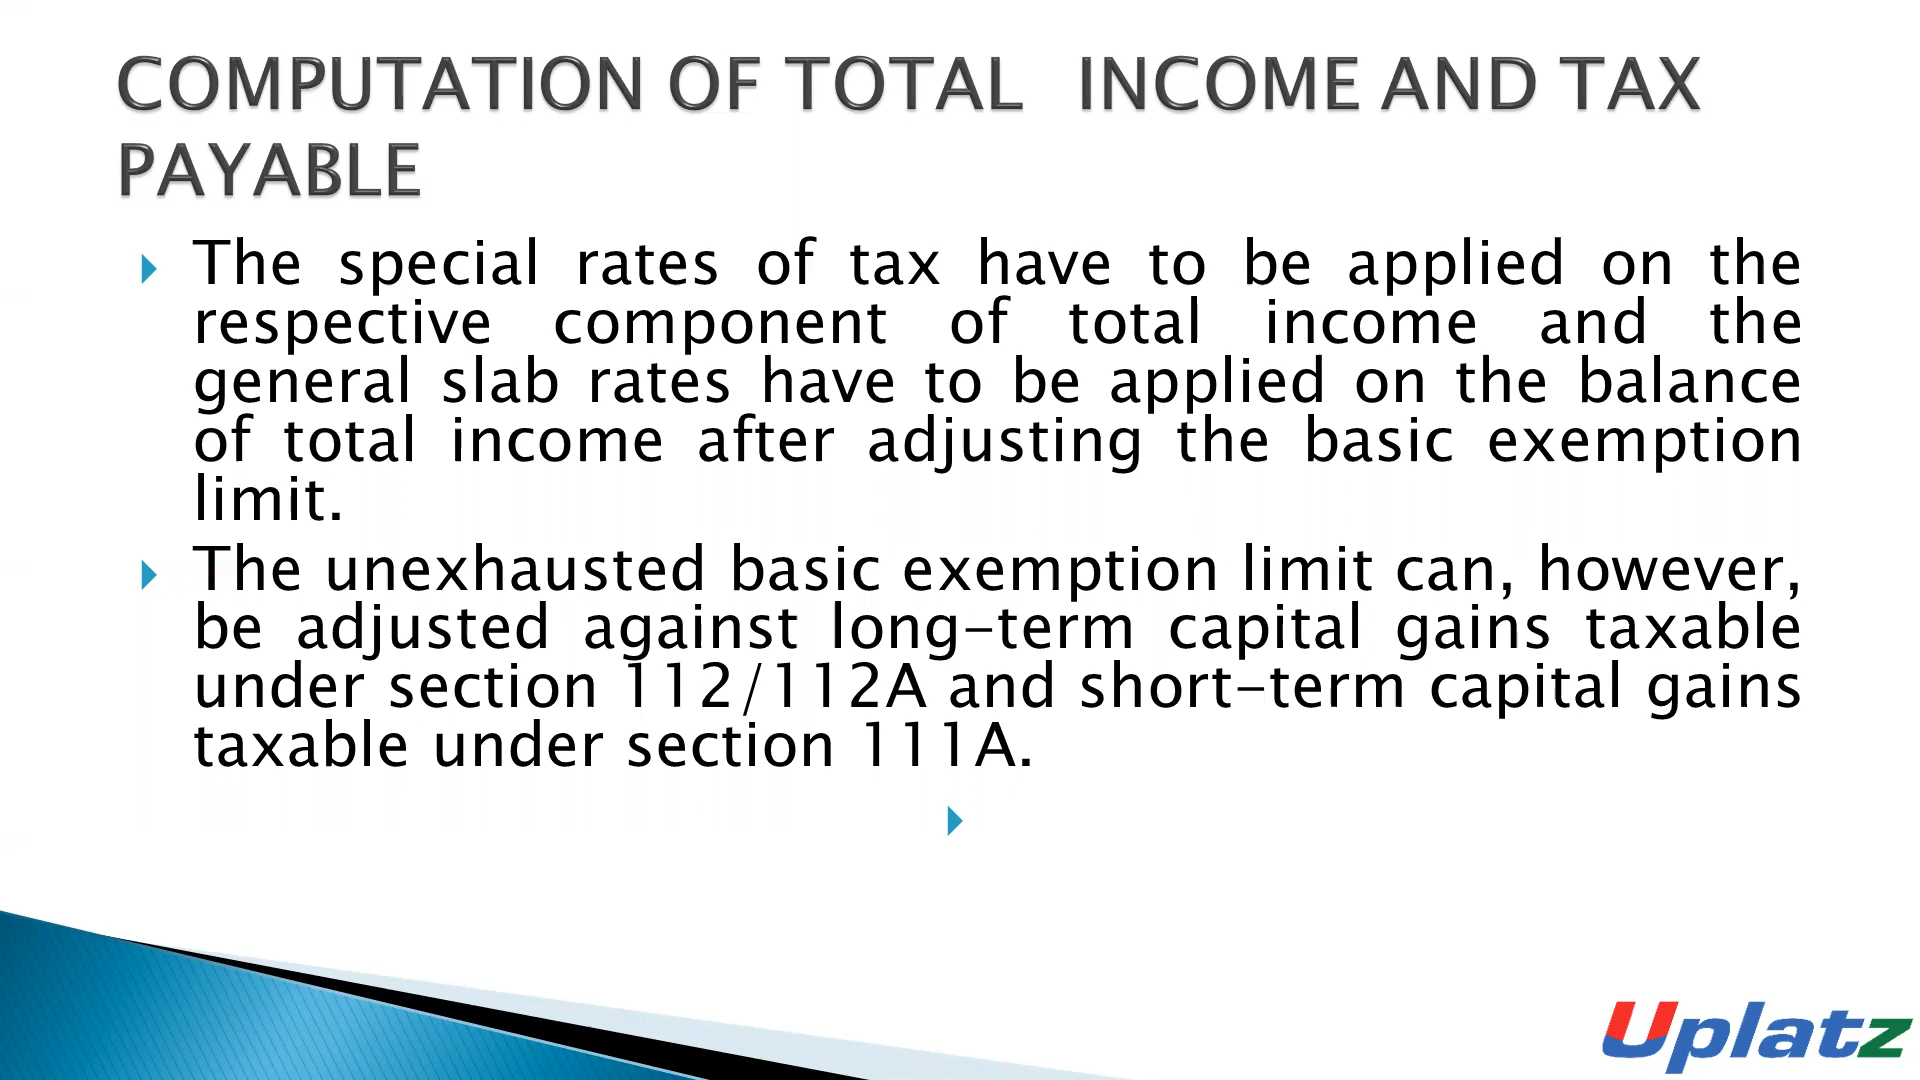 COMPUTATION OF TOTAL INCOME AND TAX
PAYABLE
The special rates of tax have to be applied on the
respective component of total income and the
general slab rates have to be applied on the balance
of total income after adjusting the basic exemption
limit.
The unexhausted basic exemption limit can, however,
be adjusted against long-term capital gains taxable
under section 112/112A and short-term capital gains
taxable under section 111A.
Uplatz